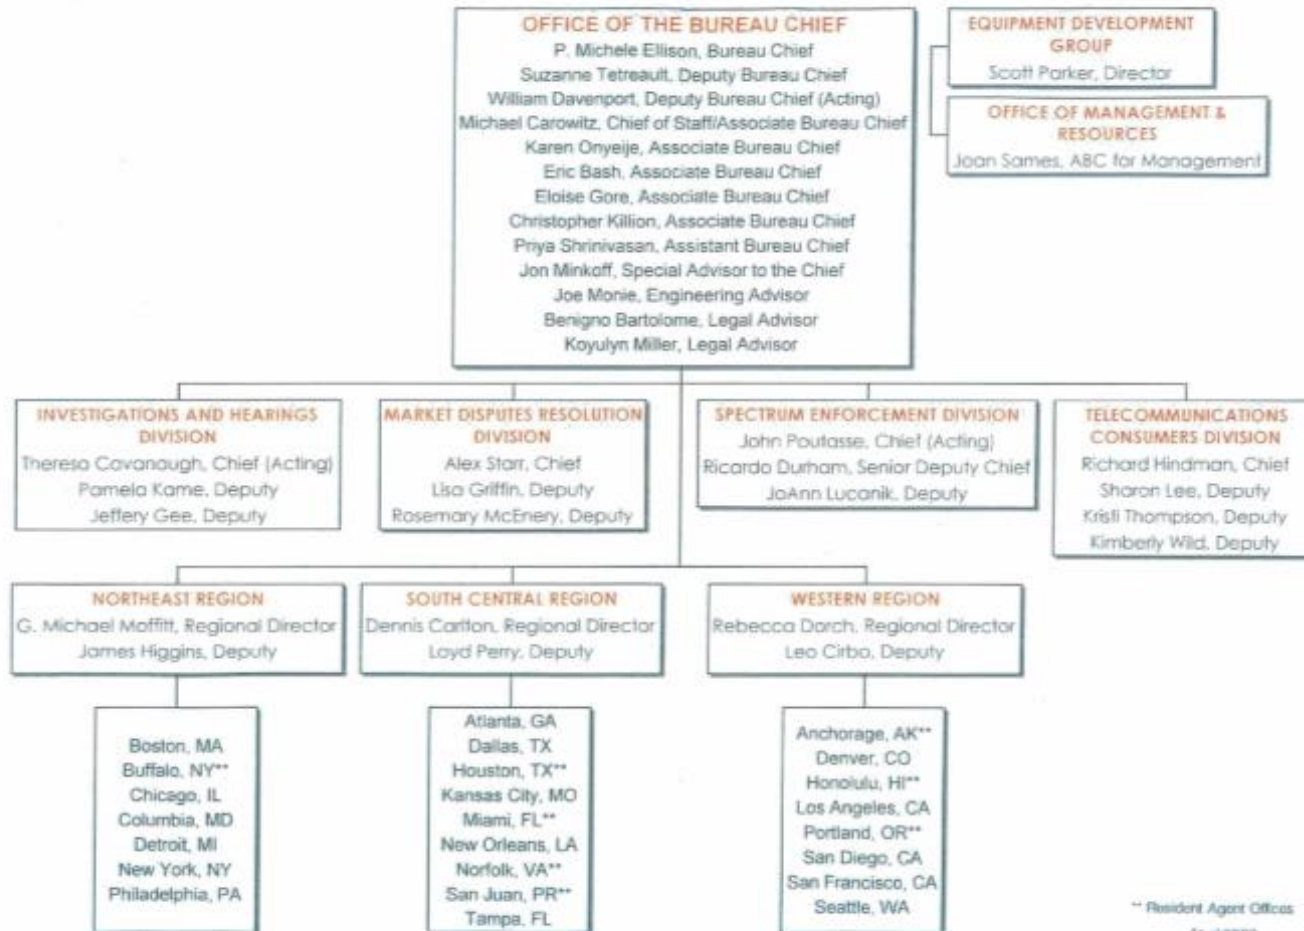 OFFICE OF THE BUREAU CHIEF
P. Michele Ellison, Bureau Chief
Suzanne Tetreault, Deputy Bureau Chief
William Davenport, Deputy Bureau Chief (Acting)
Michael Carowitz, Chief of Staff/Associate Bureau Chief
Karen Onyeije, Associate Bureau Chief
Eric Bash, Associate Bureau Chief
Eloise Gore, Associate Bureau Chief
Christopher Killion, Associate Bureau Chief
Priya Shrinivasan, Assistant Bureau Chief
Jon Minkoff, Special Advisor to the Chief
Joe Monie, Engineering Advisor
Benigno Bartolome, Legal Advisor
Koyulyn Miller, Legal Advisor
EQUIPMENT DEVELOPMENT
GROUP
Scott Parker, Director
OFFICE OF MANAGEMENT &
RESOURCES
Joan Sames, ABC for Management
INVESTIGATIONS AND HEARINGS
DIVISION
Theresa Cavanaugh, Chief (Acting)
Pamela Kame, Deputy
Jeffery Gee, Deputy
MARKET DISPUTES RESOLUTION
DIVISION
Alex Starr, Chief
Lisa Griffin, Deputy
Rosemary McEnery, Deputy
SPECTRUM ENFORCEMENT DIVISION
John Poutasse, Chief (Acting)
Ricardo Durham, Senior Deputy Chief
JoAnn Lucanik, Deputy
TELECOMMUNICATIONS
CONSUMERS DIVISION
Richard Hindman, Chief
Sharon Lee, Deputy
Kristi Thompson, Deputy
Kimberly Wild, Deputy
NORTHEAST REGION
G. Michael Moffitt, Regional Director
James Higgins, Deputy
SOUTH CENTRAL REGION
Dennis Carlton, Regional Director
Loyd Perry, Deputy
WESTERN REGION
Rebecca Dorch, Regional Director
Leo Cirbo, Deputy
Boston, MA
Buffalo, NY**
Chicago, IL
Columbia, MD
Detroit, MI
New York, NY
Philadelphia, PA
Atlanta, GA
Dallas, TX
Houston, TX**
Kansas City, MO
Miami, FL**
New Orleans, LA
Norfolk, VA**
San Juan, PR**
Tampa, FL
Anchorage, AK**
Denver, CO
Honolulu, HI**
Los Angeles, CA
Portland, OR**
San Diego, CA
San Francisco, CA
Seattle, WA
** Resident Agent Offices